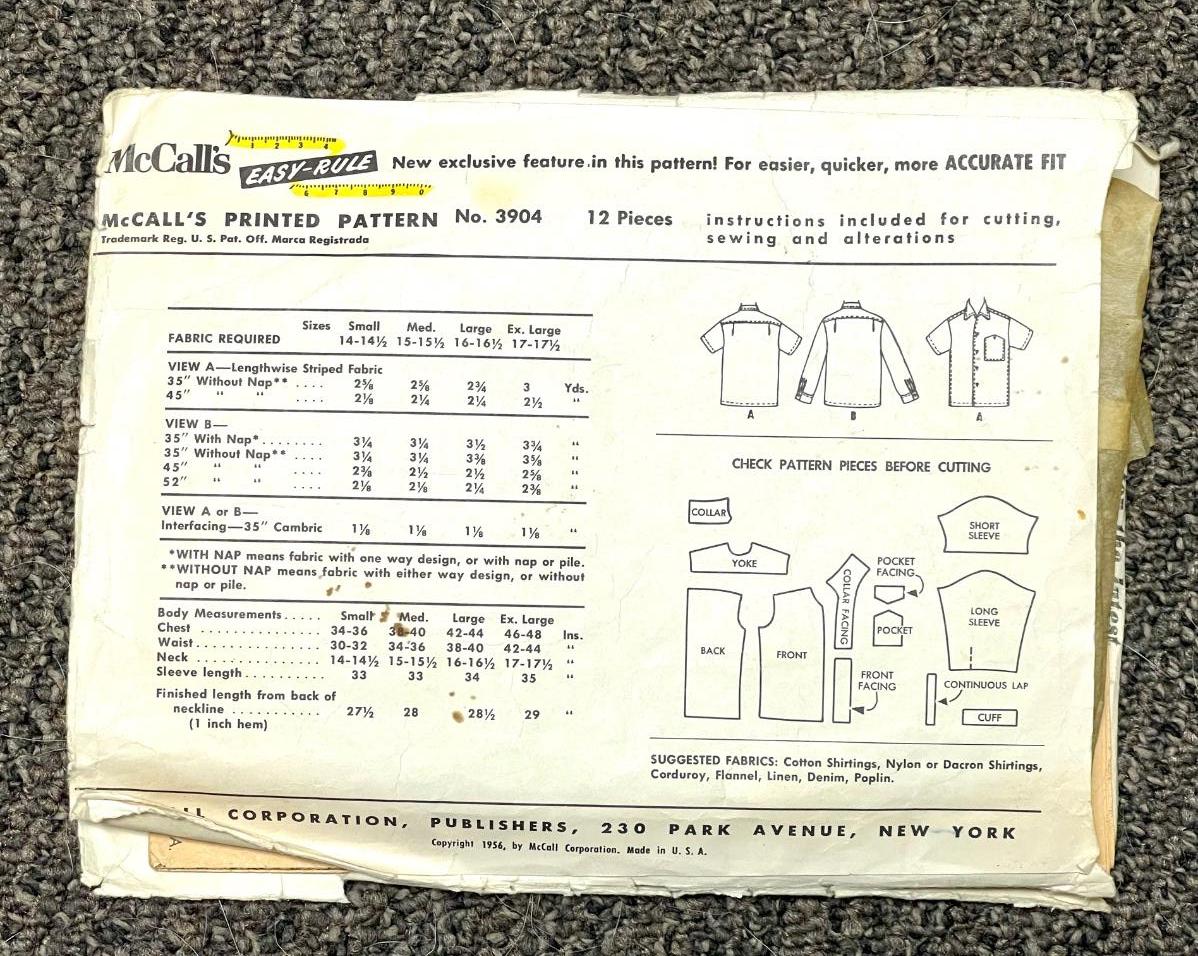 McCall's EASY-RULE New exclusive feature in this pattern! For easier, quicker, more ACCURATE FIT
1 2 3 4
6 7 8 9 0
McCALL'S PRINTED PATTERN No. 3904 12 Pieces instructions included for cutting,
Trademark Reg. U. S. Pat. Off. Marca Registrada sewing and alterations
Sizes Small Med. Large Ex. Large
FABRIC REQUIRED 14-14½ 15-15½ 16-16½ 17-17½
VIEW A—Lengthwise Striped Fabric
35" Without Nap** .... 2⅝ 2⅝ 2¾ 3 Yds.
45" " " .... 2⅛ 2¼ 2¼ 2½ "
VIEW B—
35" With Nap* ........ 3¼ 3¼ 3½ 3¾ "
35" Without Nap** .... 3¼ 3¼ 3⅜ 3⅝ "
45" " " .... 2⅜ 2½ 2½ 2⅝ "
52" " " .... 2⅛ 2⅛ 2¼ 2⅜ "
VIEW A or B—
Interfacing—35" Cambric 1⅛ 1⅛ 1⅛ 1⅛ "
*WITH NAP means fabric with one way design, or with nap or pile.
**WITHOUT NAP means fabric with either way design, or without
nap or pile.
Body Measurements..... Small Med. Large Ex. Large
Chest ............... 34-36 38-40 42-44 46-48 Ins.
Waist ............... 30-32 34-36 38-40 42-44 "
Neck ............... 14-14½ 15-15½ 16-16½ 17-17½ "
Sleeve length .......... 33 33 34 35 "
Finished length from back of
neckline ........... 27½ 28 28½ 29 "
(1 inch hem)
A B A
CHECK PATTERN PIECES BEFORE CUTTING
COLLAR
YOKE
BACK
FRONT
COLLAR FACING
POCKET
FACING
POCKET
FRONT
FACING
SHORT
SLEEVE
LONG
SLEEVE
CONTINUOUS LAP
CUFF
SUGGESTED FABRICS: Cotton Shirtings, Nylon or Dacron Shirtings,
Corduroy, Flannel, Linen, Denim, Poplin.
LL CORPORATION, PUBLISHERS, 230 PARK AVENUE, NEW YORK
Copyright 1956, by McCall Corporation. Made in U. S. A.
A